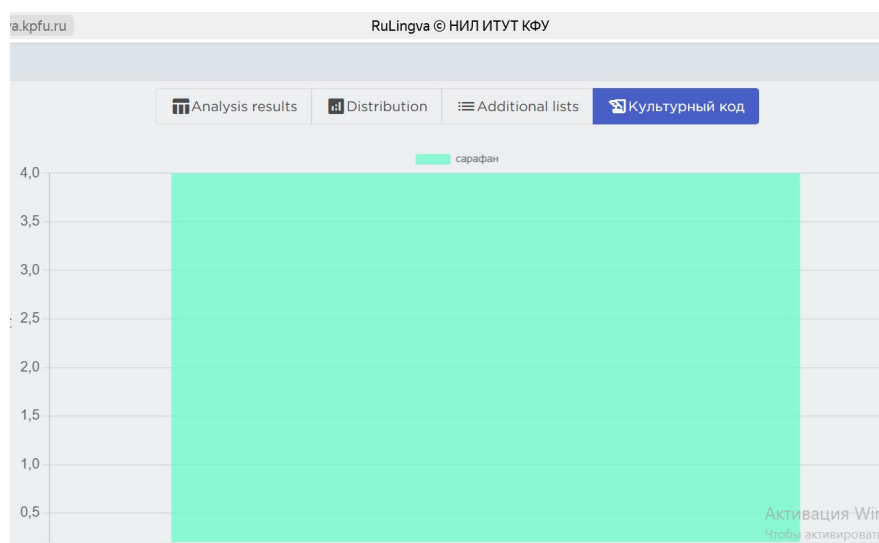 a.kpfu.ru
RuLingva © НИЛ ИТУТ КФУ
Analysis results
Distribution
Additional lists
Культурный код
сарафан
4,0
3,5
3,0
2,5
2,0
1,5
1,0
0,5
Активация Wi
Чтобы активироват